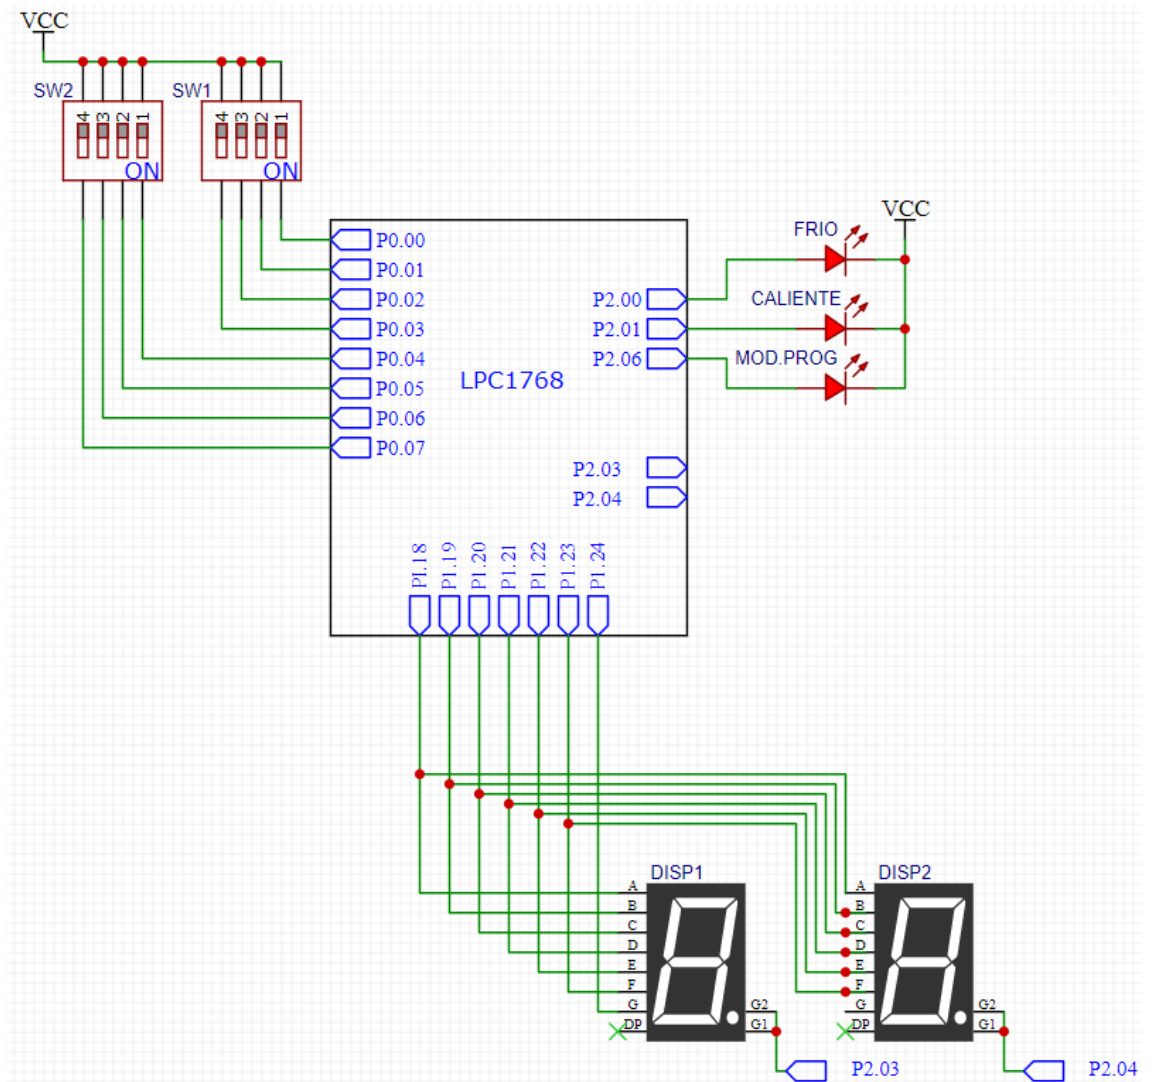 VCC
SW2
4 3 2 1
ON
SW1
4 3 2 1
ON
P0.00
P0.01
P0.02
P0.03
P0.04
P0.05
P0.06
P0.07
LPC1768
P2.00
P2.01
P2.06
P2.03
P2.04
P1.18
P1.19
P1.20
P1.21
P1.22
P1.23
P1.24
VCC
FRIO
CALIENTE
MOD.PROG
DISP1
A
B
C
D
E
F
G
DP
G2
G1
P2.03
DISP2
A
B
C
D
E
F
G
DP
G2
G1
P2.04